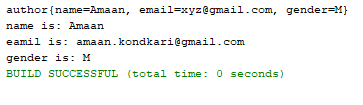 author{name=Amaan, email=xyz@gmail.com, gender=M}
name is: Amaan
eamil is: amaan.kondkari@gmail.com
gender is: M
BUILD SUCCESSFUL (total time: 0 seconds)